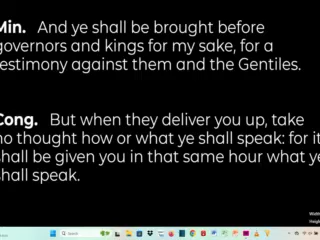 Min. And ye shall be brought before
governors and kings for my sake, for a
testimony against them and the Gentiles.
Cong. But when they deliver you up, take
no thought how or what ye shall speak: for it
shall be given you in that same hour what ye
shall speak.
Search